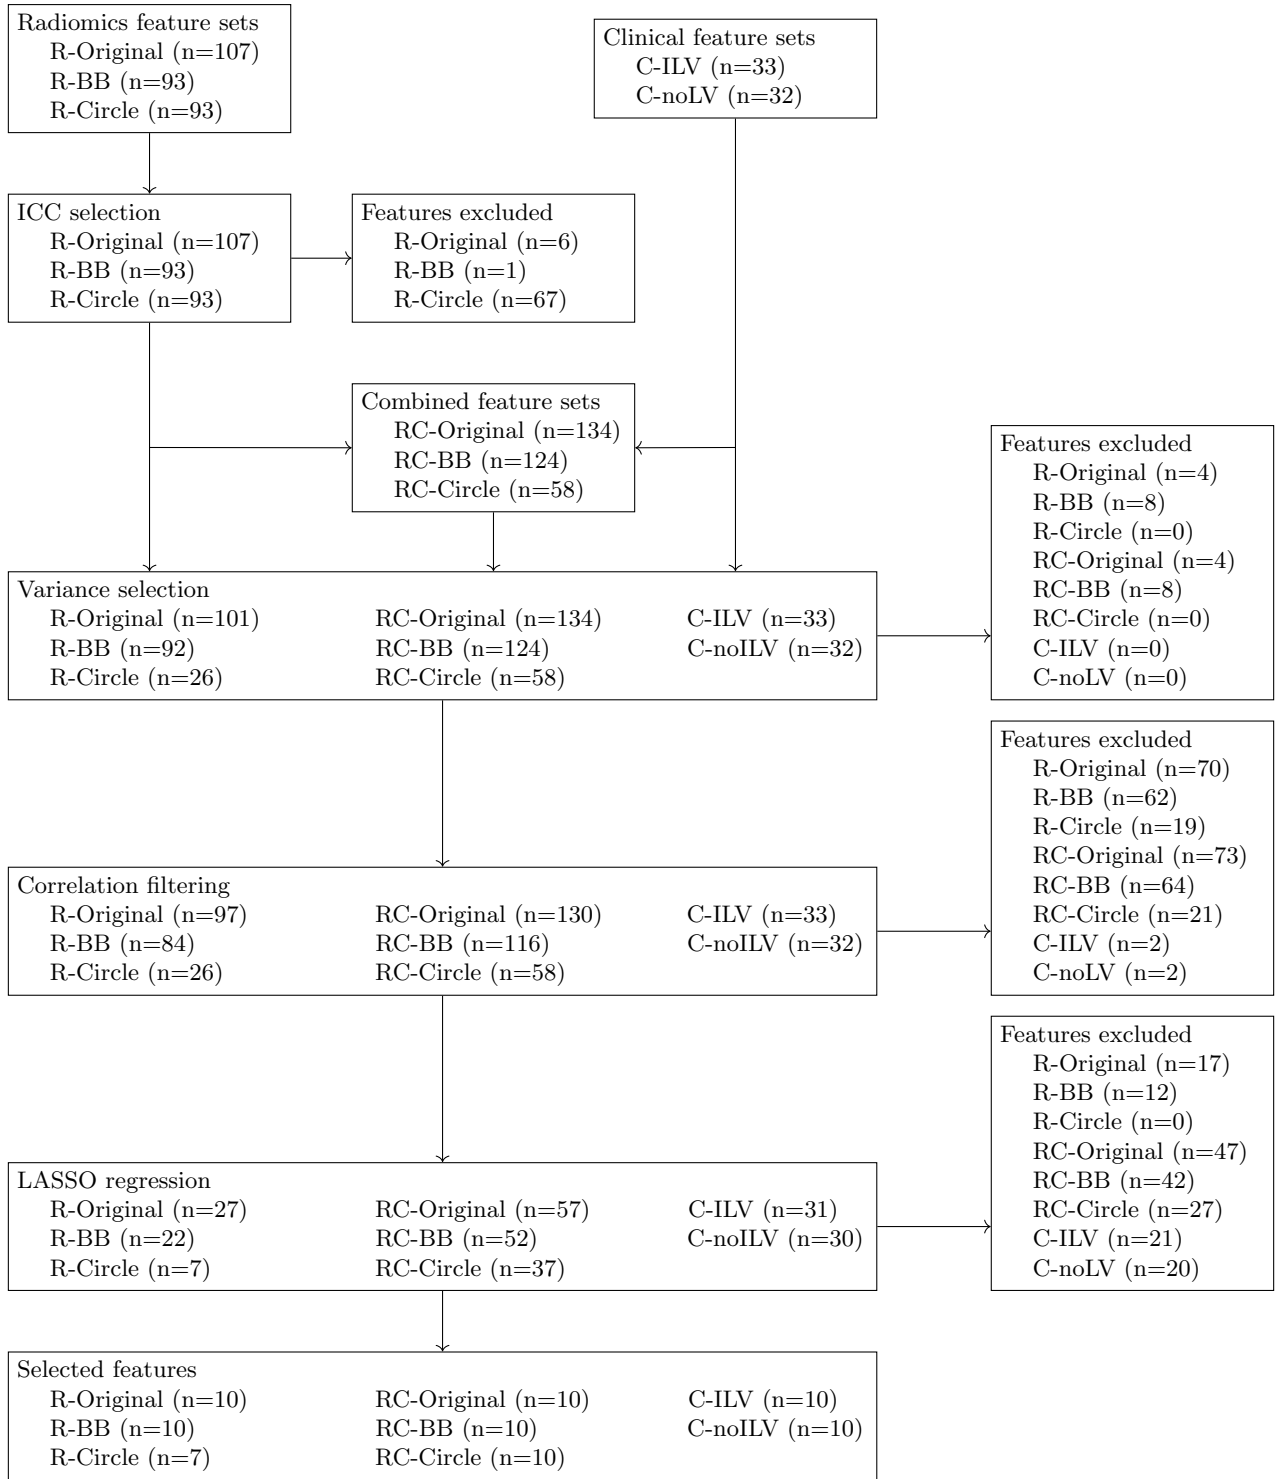 Radiomics feature sets
R-Original (n=107)
R-BB (n=93)
R-Circle (n=93)
Clinical feature sets
C-ILV (n=33)
C-noLV (n=32)
ICC selection
R-Original (n=107)
R-BB (n=93)
R-Circle (n=93)
Features excluded
R-Original (n=6)
R-BB (n=1)
R-Circle (n=67)
Combined feature sets
RC-Original (n=134)
RC-BB (n=124)
RC-Circle (n=58)
Features excluded
R-Original (n=4)
R-BB (n=8)
R-Circle (n=0)
RC-Original (n=4)
RC-BB (n=8)
RC-Circle (n=0)
C-ILV (n=0)
C-noLV (n=0)
Variance selection
R-Original (n=101) RC-Original (n=134) C-ILV (n=33)
R-BB (n=92) RC-BB (n=124) C-noILV (n=32)
R-Circle (n=26) RC-Circle (n=58)
Features excluded
R-Original (n=70)
R-BB (n=62)
R-Circle (n=19)
RC-Original (n=73)
RC-BB (n=64)
RC-Circle (n=21)
C-ILV (n=2)
C-noLV (n=2)
Correlation filtering
R-Original (n=97) RC-Original (n=130) C-ILV (n=33)
R-BB (n=84) RC-BB (n=116) C-noILV (n=32)
R-Circle (n=26) RC-Circle (n=58)
Features excluded
R-Original (n=17)
R-BB (n=12)
R-Circle (n=0)
RC-Original (n=47)
RC-BB (n=42)
RC-Circle (n=27)
C-ILV (n=21)
C-noLV (n=20)
LASSO regression
R-Original (n=27) RC-Original (n=57) C-ILV (n=31)
R-BB (n=22) RC-BB (n=52) C-noILV (n=30)
R-Circle (n=7) RC-Circle (n=37)
Selected features
R-Original (n=10) RC-Original (n=10) C-ILV (n=10)
R-BB (n=10) RC-BB (n=10) C-noILV (n=10)
R-Circle (n=7) RC-Circle (n=10)